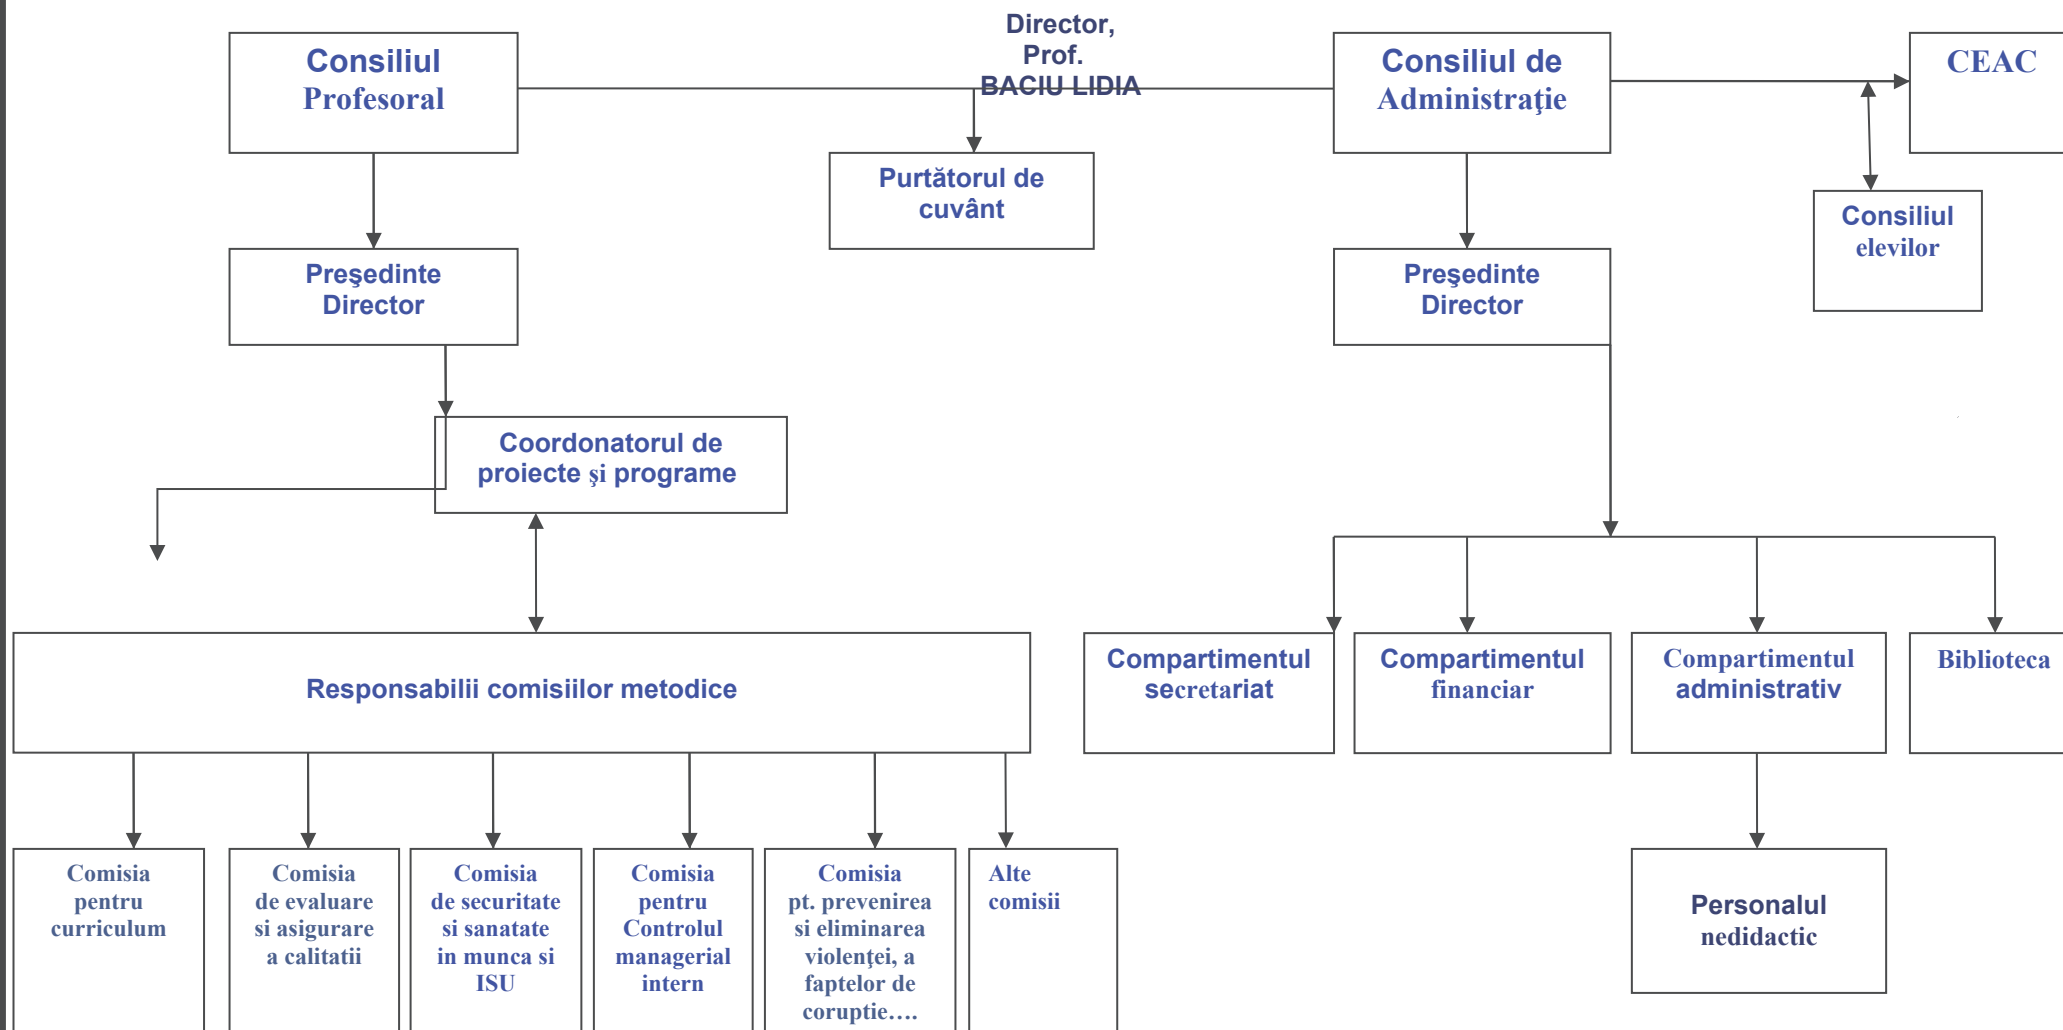 Director,
Prof.
BACIU LIDIA
Consiliul
Profesoral
Consiliul de
Administraţie
CEAC
Purtătorul de
cuvânt
Consiliul
elevilor
Preşedinte
Director
Preşedinte
Director
Coordonatorul de
proiecte şi programe
Responsabilii comisiilor metodice
Compartimentul
secretariat
Compartimentul
financiar
Compartimentul
administrativ
Biblioteca
Comisia
pentru
curriculum
Comisia
de evaluare
si asigurare
a calitatii
Comisia
de securitate
si sanatate
in munca si
ISU
Comisia
pentru
Controlul
managerial
intern
Comisia
pt. prevenirea
si eliminarea
violenţei, a
faptelor de
coruptie….
Alte
comisii
Personalul
nedidactic